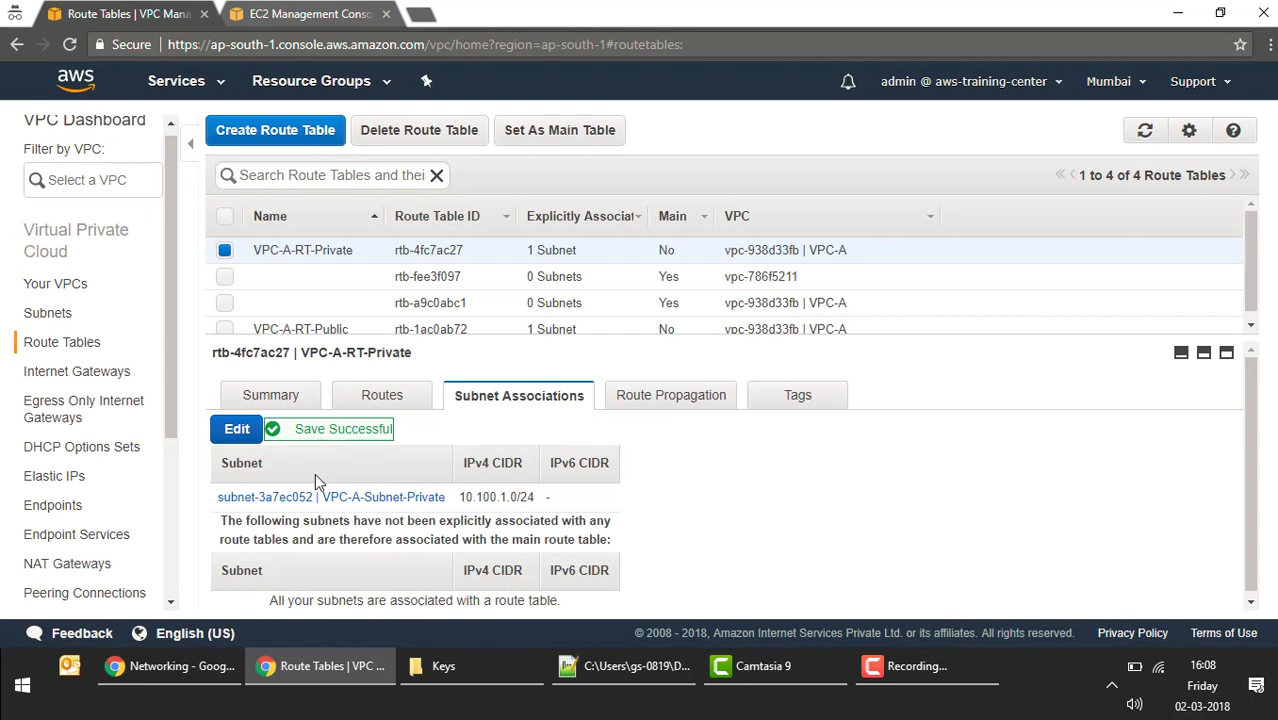 Route Tables | VPC Mana
EC2 Management Conso
Secure
https://ap-south-1.console.aws.amazon.com/vpc/home?region=ap-south-1#routetables:
aws
Services
Resource Groups
admin @ aws-training-center
Mumbai
Support
VPC Dashboard
Filter by VPC:
Select a VPC
Virtual Private
Cloud
Your VPCs
Subnets
Route Tables
Internet Gateways
Egress Only Internet
Gateways
DHCP Options Sets
Elastic IPs
Endpoints
Endpoint Services
NAT Gateways
Peering Connections
Create Route Table
Delete Route Table
Set As Main Table
Search Route Tables and thei
1 to 4 of 4 Route Tables
Name Route Table ID Explicitly Associat Main VPC
VPC-A-RT-Private rtb-4fc7ac27 1 Subnet No vpc-938d33fb | VPC-A
rtb-fee3f097 0 Subnets Yes vpc-786f5211
rtb-a9c0abc1 0 Subnets Yes vpc-938d33fb | VPC-A
VPC-A-RT-Public rtb-1ac0ab72 1 Subnet No vpc-938d33fb | VPC-A
rtb-4fc7ac27 | VPC-A-RT-Private
Summary
Routes
Subnet Associations
Route Propagation
Tags
Edit
Save Successful
Subnet IPv4 CIDR IPv6 CIDR
subnet-3a7ec052 | VPC-A-Subnet-Private 10.100.1.0/24 -
The following subnets have not been explicitly associated with any
route tables and are therefore associated with the main route table:
Subnet IPv4 CIDR IPv6 CIDR
All your subnets are associated with a route table.
Feedback
English (US)
© 2008 - 2018, Amazon Internet Services Private Ltd. or its affiliates. All rights reserved.
Privacy Policy
Terms of Use
Networking - Goog...
Route Tables | VPC ...
Keys
C:\Users\gs-0819\D...
Camtasia 9
Recording...
16:08
Friday
02-03-2018